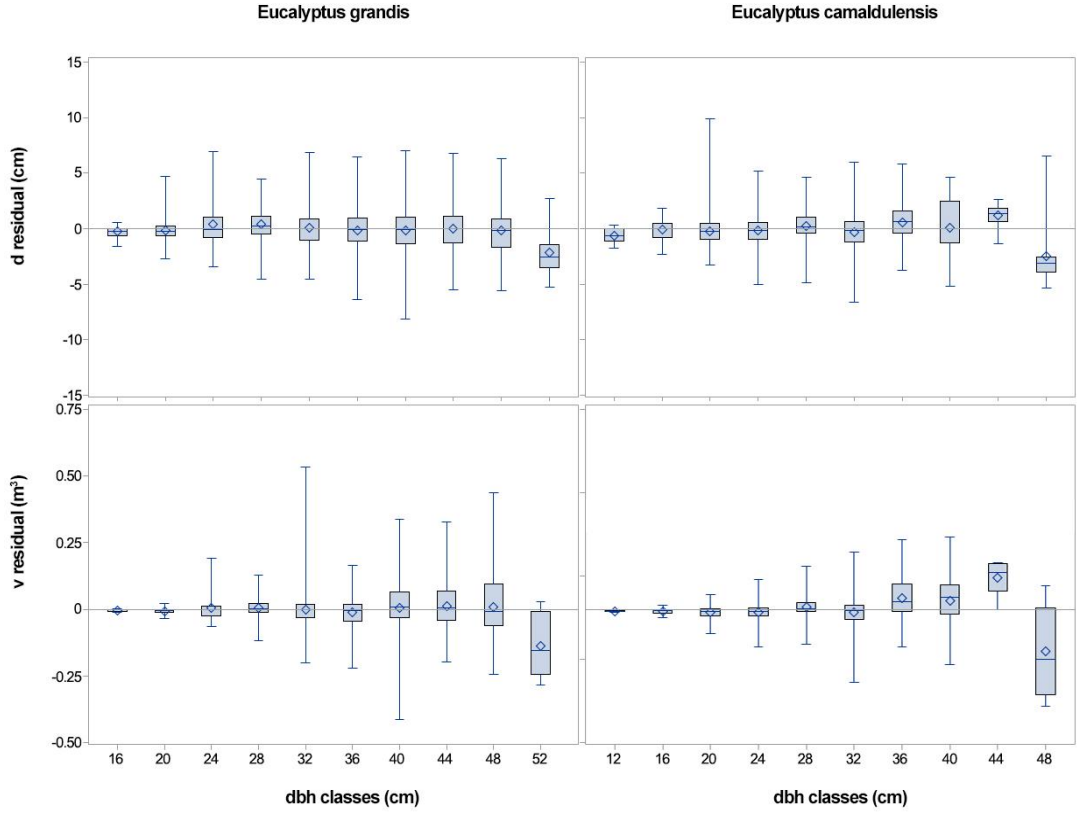 Eucalyptus grandis
Eucalyptus camaldulensis
d residual (cm)
15
10
5
0
-5
-10
-15
v residual (m³)
0.75
0.50
0.25
0
-0.25
-0.50
16 20 24 28 32 36 40 44 48 52
12 16 20 24 28 32 36 40 44 48
dbh classes (cm)
dbh classes (cm)